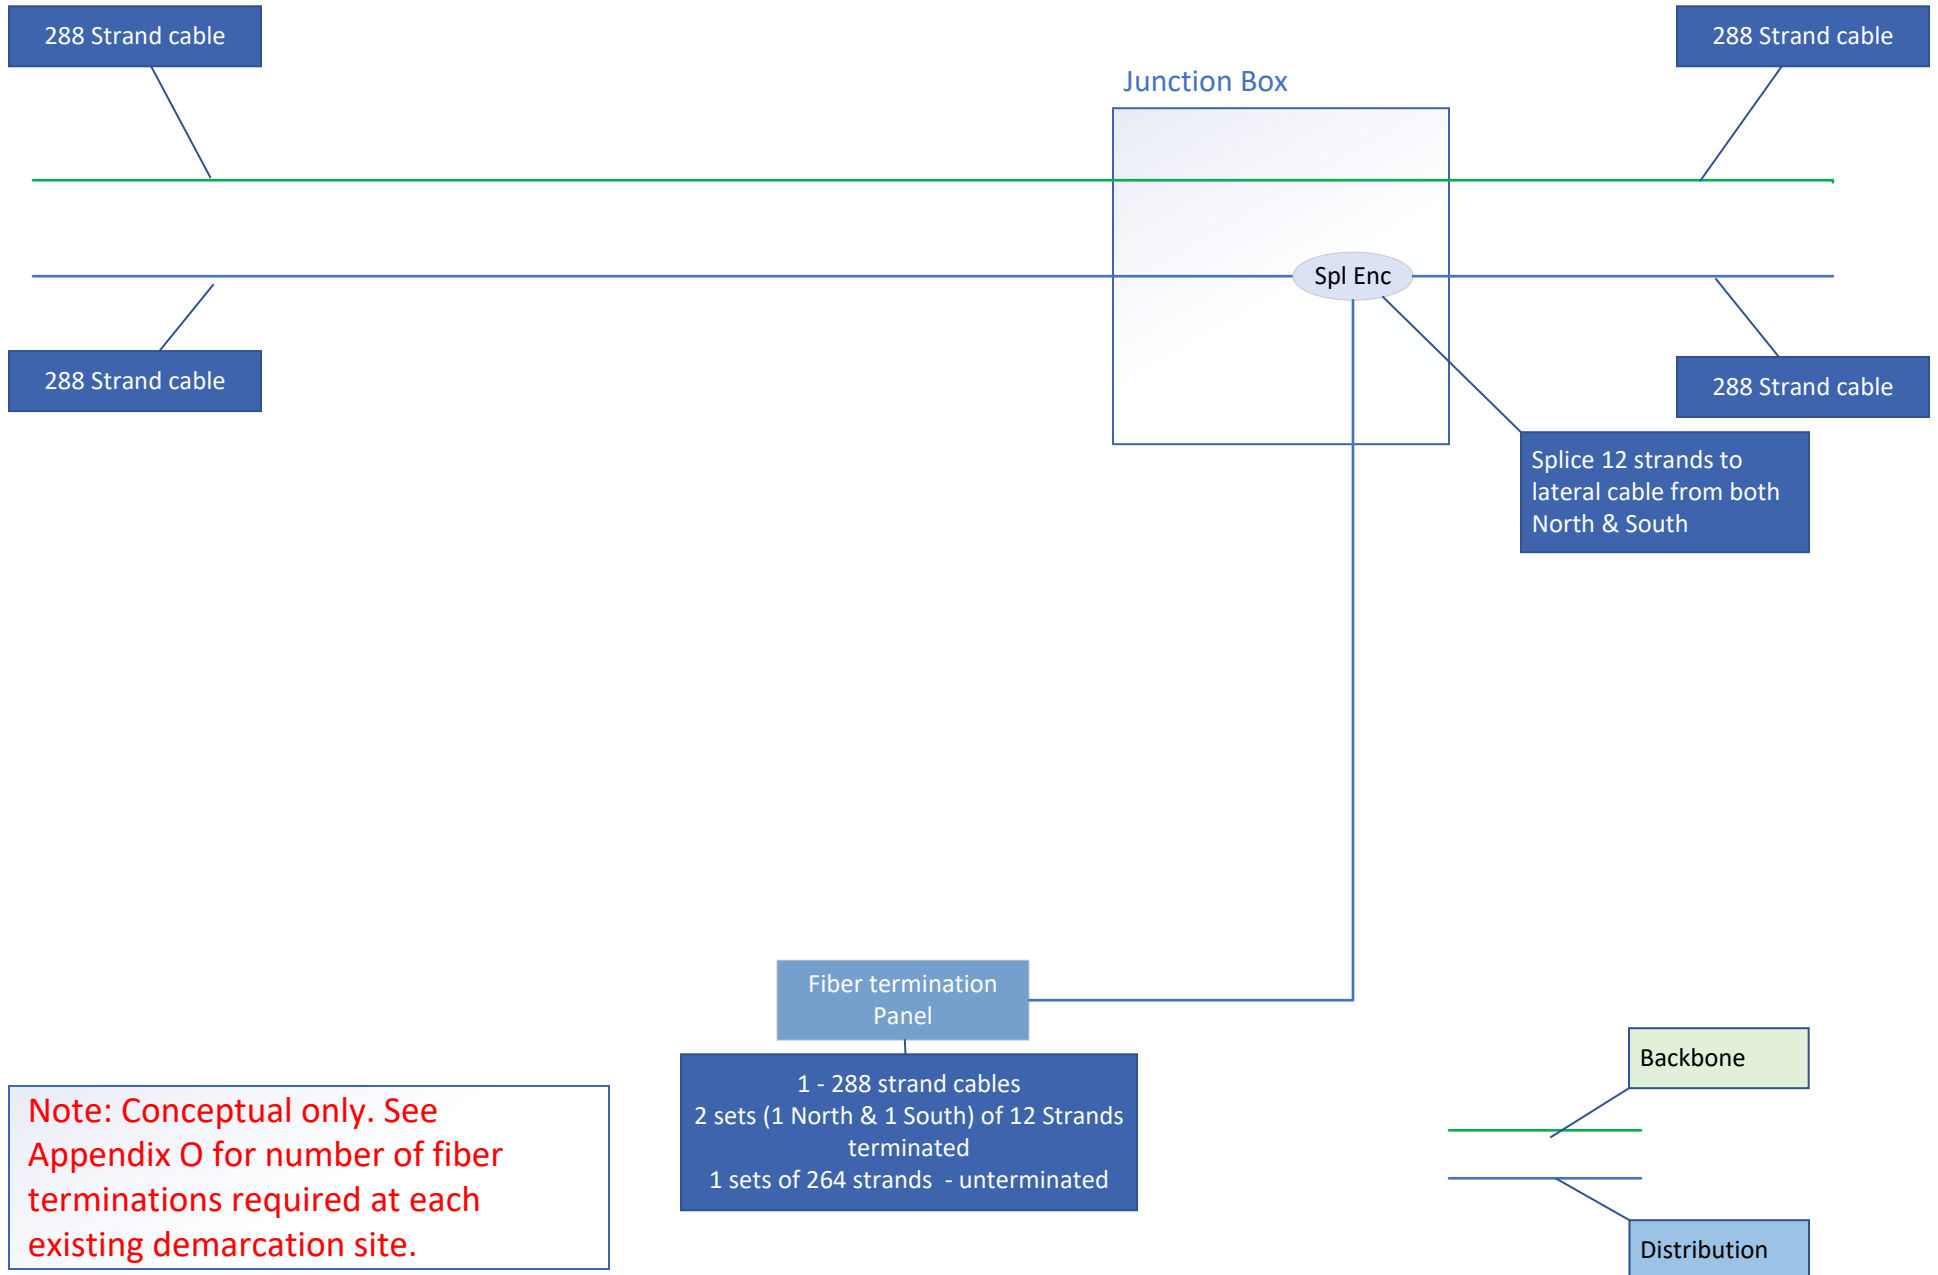 288 Strand cable
288 Strand cable
Junction Box
Spl Enc
288 Strand cable
288 Strand cable
Splice 12 strands to
lateral cable from both
North & South
Fiber termination
Panel
1 - 288 strand cables
2 sets (1 North & 1 South) of 12 Strands
terminated
1 sets of 264 strands  - unterminated
Backbone
Distribution
Note: Conceptual only. See
Appendix O for number of fiber
terminations required at each
existing demarcation site.